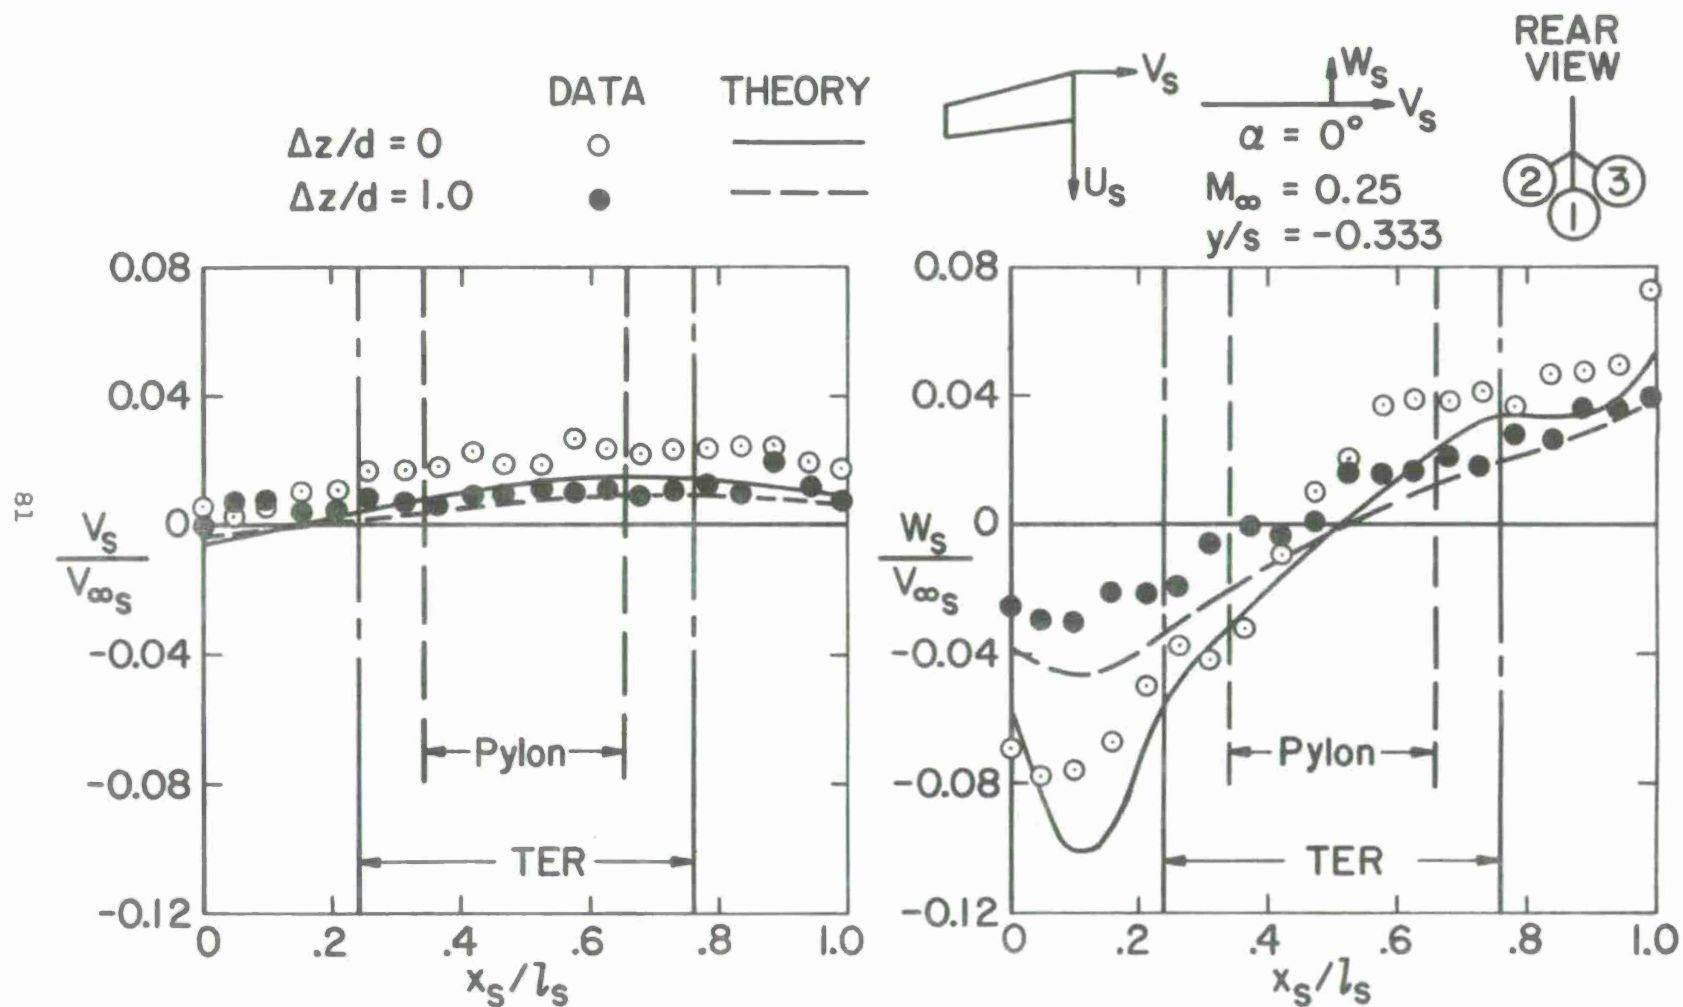 DATA THEORY
Δz/d = 0
Δz/d = 1.0
V_s
U_s
W_s
V_s
α = 0°
M_∞ = 0.25
y/s = -0.333
REAR
VIEW
2 3
1
81
0.08
0.04
0
-0.04
-0.08
-0.12
V_s
V_∞s
Pylon
TER
0 .2 .4 .6 .8 1.0
x_s/l_s
0.08
0.04
0
-0.04
-0.08
-0.12
W_s
V_∞s
Pylon
TER
0 .2 .4 .6 .8 1.0
x_s/l_s